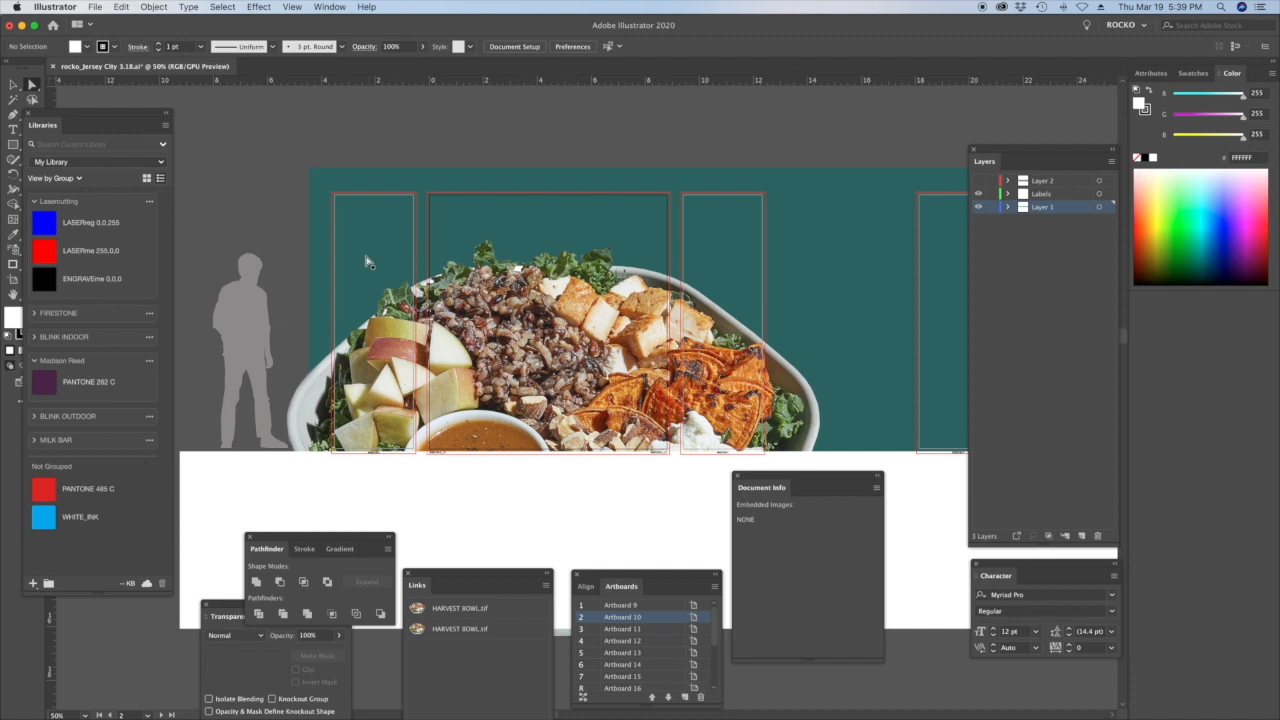 Illustrator File Edit Object Type Select Effect View Window Help
Thu Mar 19 5:39 PM
Adobe Illustrator 2020
ROCKO
Search Adobe Stock
No Selection
Stroke:
1 pt
Uniform
3 pt. Round
Opacity:
100%
Style:
Document Setup
Preferences
rocko_Jersey City 3.18.ai* @ 50% (RGB/GPU Preview)
Attributes
Swatches
Color
R 255
G 255
B 255
# FFFFFF
Libraries
Search Current Library
My Library
View by Group
Lasercutting
LASERreg 0,0,255
LASERme 255,0,0
ENGRAVEme 0,0,0
FIRESTONE
BLINK INDOOR
Madison Reed
PANTONE 262 C
BLINK OUTDOOR
MILK BAR
Not Grouped
PANTONE 485 C
WHITE_INK
-- KB
Layers
Layer 2
Labels
Layer 1
3 Layers
Document Info
Embedded Images:
NONE
Pathfinder Stroke Gradient
Shape Modes:
Expand
Pathfinders:
Transpare
Normal
Opacity: 100%
Make Mask
Clip
Invert Mask
Isolate Blending
Knockout Group
Opacity & Mask Define Knockout Shape
Links
HARVEST BOWL.tif
HARVEST BOWL.tif
Align Artboards
1 Artboard 9
2 Artboard 10
3 Artboard 11
4 Artboard 12
5 Artboard 13
6 Artboard 14
7 Artboard 15
8 Artboard 16
Character
Myriad Pro
Regular
12 pt
(14.4 pt)
Auto
0
50%
2